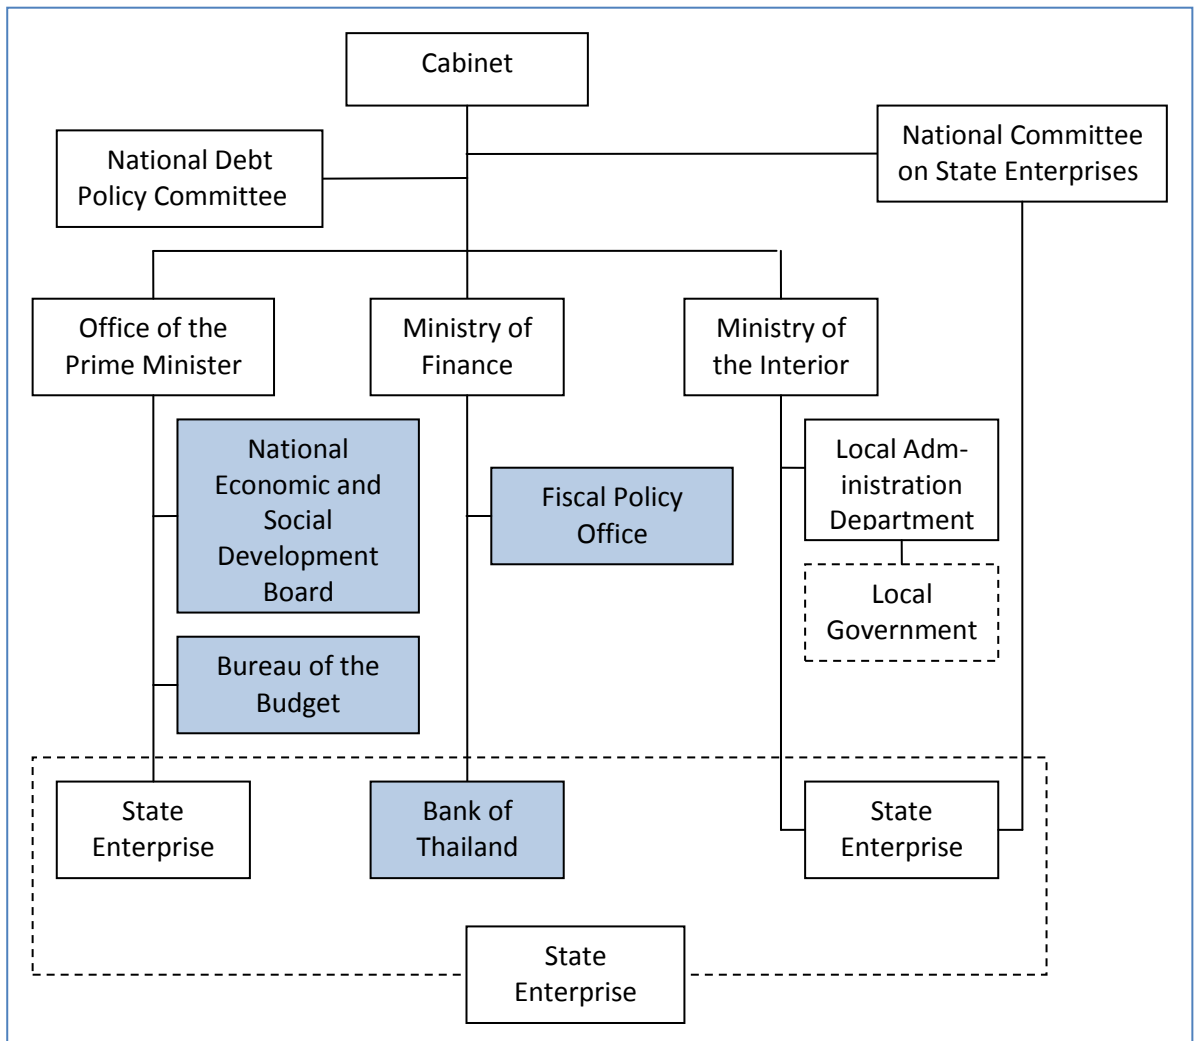 Cabinet
National Debt
Policy Committee
National Committee
on State Enterprises
Office of the
Prime Minister
Ministry of
Finance
Ministry of
the Interior
National
Economic and
Social
Development
Board
Fiscal Policy
Office
Local Adm-
inistration
Department
Local
Government
Bureau of the
Budget
State
Enterprise
Bank of
Thailand
State
Enterprise
State
Enterprise